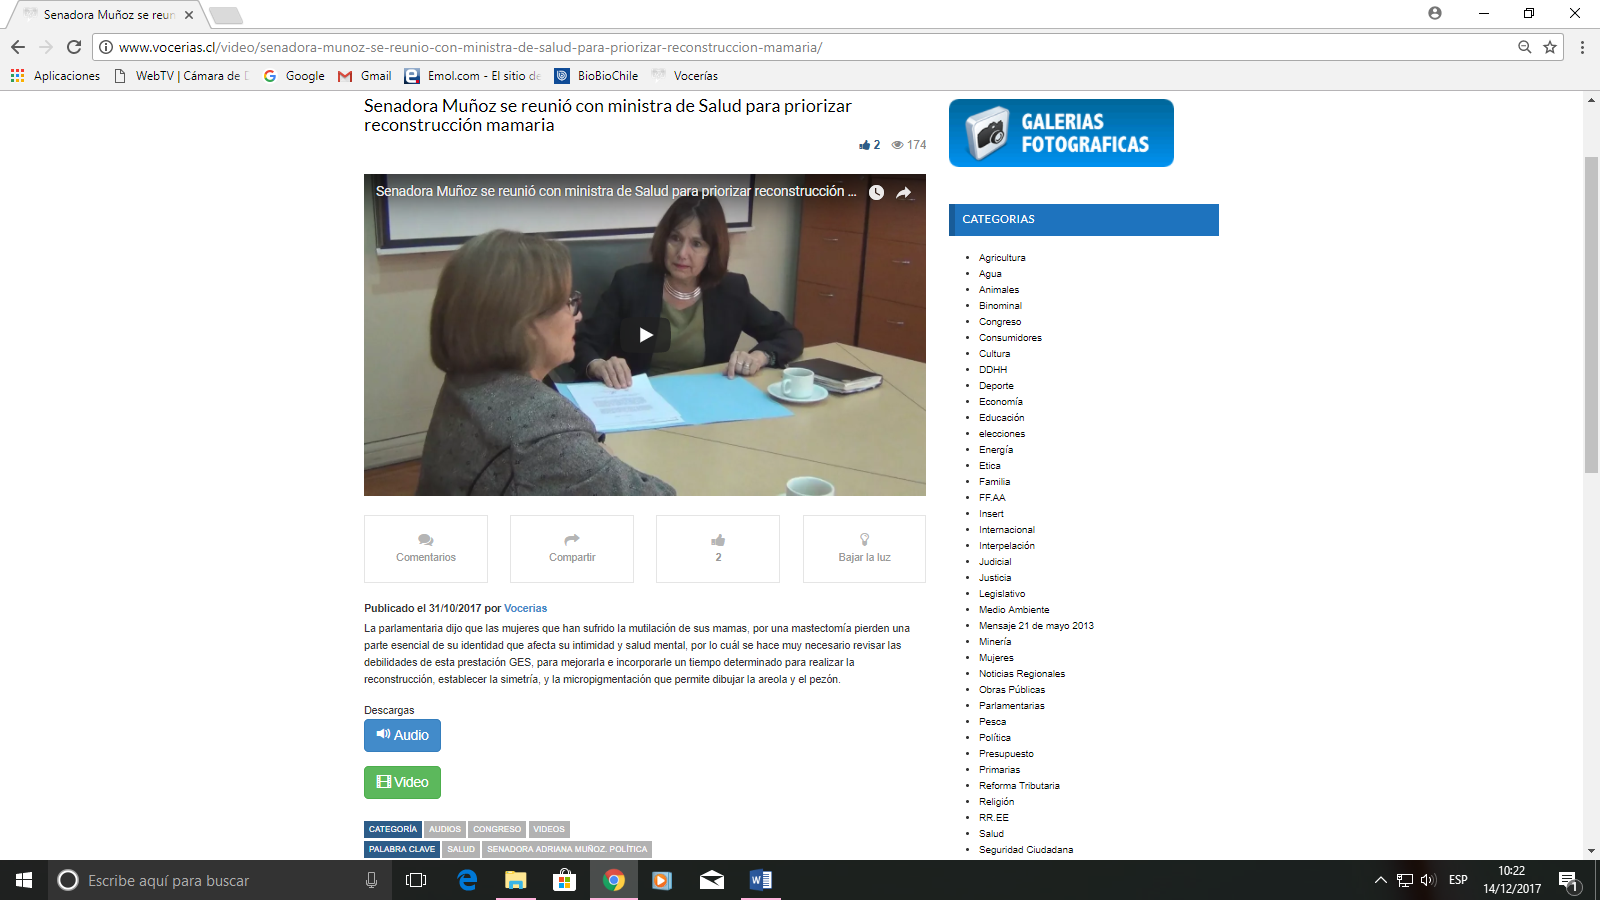 Senadora Muñoz se reun
www.vocerias.cl/video/senadora-munoz-se-reunio-con-ministra-de-salud-para-priorizar-reconstruccion-mamaria/
Aplicaciones
WebTV | Cámara de
Google
Gmail
Emol.com - El sitio de
BioBioChile
Vocerías
Senadora Muñoz se reunió con ministra de Salud para priorizar
reconstrucción mamaria
2
174
Senadora Muñoz se reunió con ministra de Salud para priorizar reconstrucción ...
Comentarios
Compartir
2
Bajar la luz
Publicado el 31/10/2017 por Vocerias
La parlamentaria dijo que las mujeres que han sufrido la mutilación de sus mamas, por una mastectomía pierden una
parte esencial de su identidad que afecta su intimidad y salud mental, por lo cuál se hace muy necesario revisar las
debilidades de esta prestación GES, para mejorarla e incorporarle un tiempo determinado para realizar la
reconstrucción, establecer la simetría, y la micropigmentación que permite dibujar la areola y el pezón.
Descargas
Audio
Video
CATEGORÍA AUDIOS CONGRESO VIDEOS
PALABRA CLAVE SALUD SENADORA ADRIANA MUÑOZ. POLÍTICA
GALERIAS
FOTOGRAFICAS
CATEGORIAS
Agricultura
Agua
Animales
Binominal
Congreso
Consumidores
Cultura
DDHH
Deporte
Economía
Educación
elecciones
Energía
Etica
Familia
FF.AA
Insert
Internacional
Interpelación
Judicial
Justicia
Legislativo
Medio Ambiente
Mensaje 21 de mayo 2013
Minería
Mujeres
Noticias Regionales
Obras Públicas
Parlamentarias
Pesca
Política
Presupuesto
Primarias
Reforma Tributaria
Religión
RR.EE
Salud
Seguridad Ciudadana
Escribe aquí para buscar
ESP
10:22
14/12/2017
1